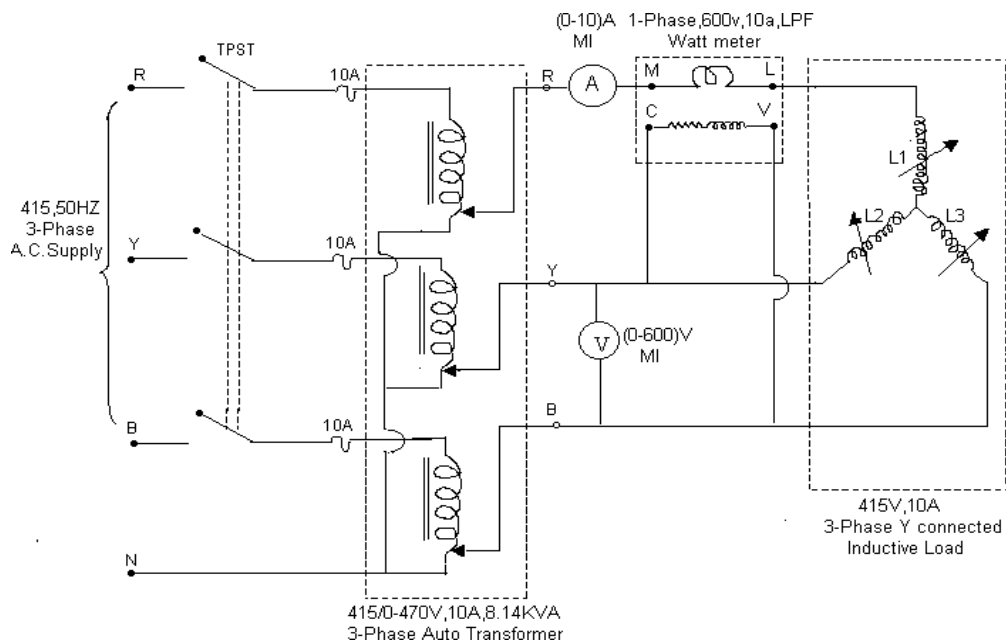 (0-10)A
MI
1-Phase,600v,10a,LPF
Watt meter
TPST
R
10A
R
A
M
L
C
V
L1
L2
L3
415,50HZ
3-Phase
A.C.Supply
Y
10A
Y
V
(0-600)V
MI
B
10A
B
N
415V,10A
3-Phase Y connected
Inductive Load
415/0-470V,10A,8.14KVA
3-Phase Auto Transformer